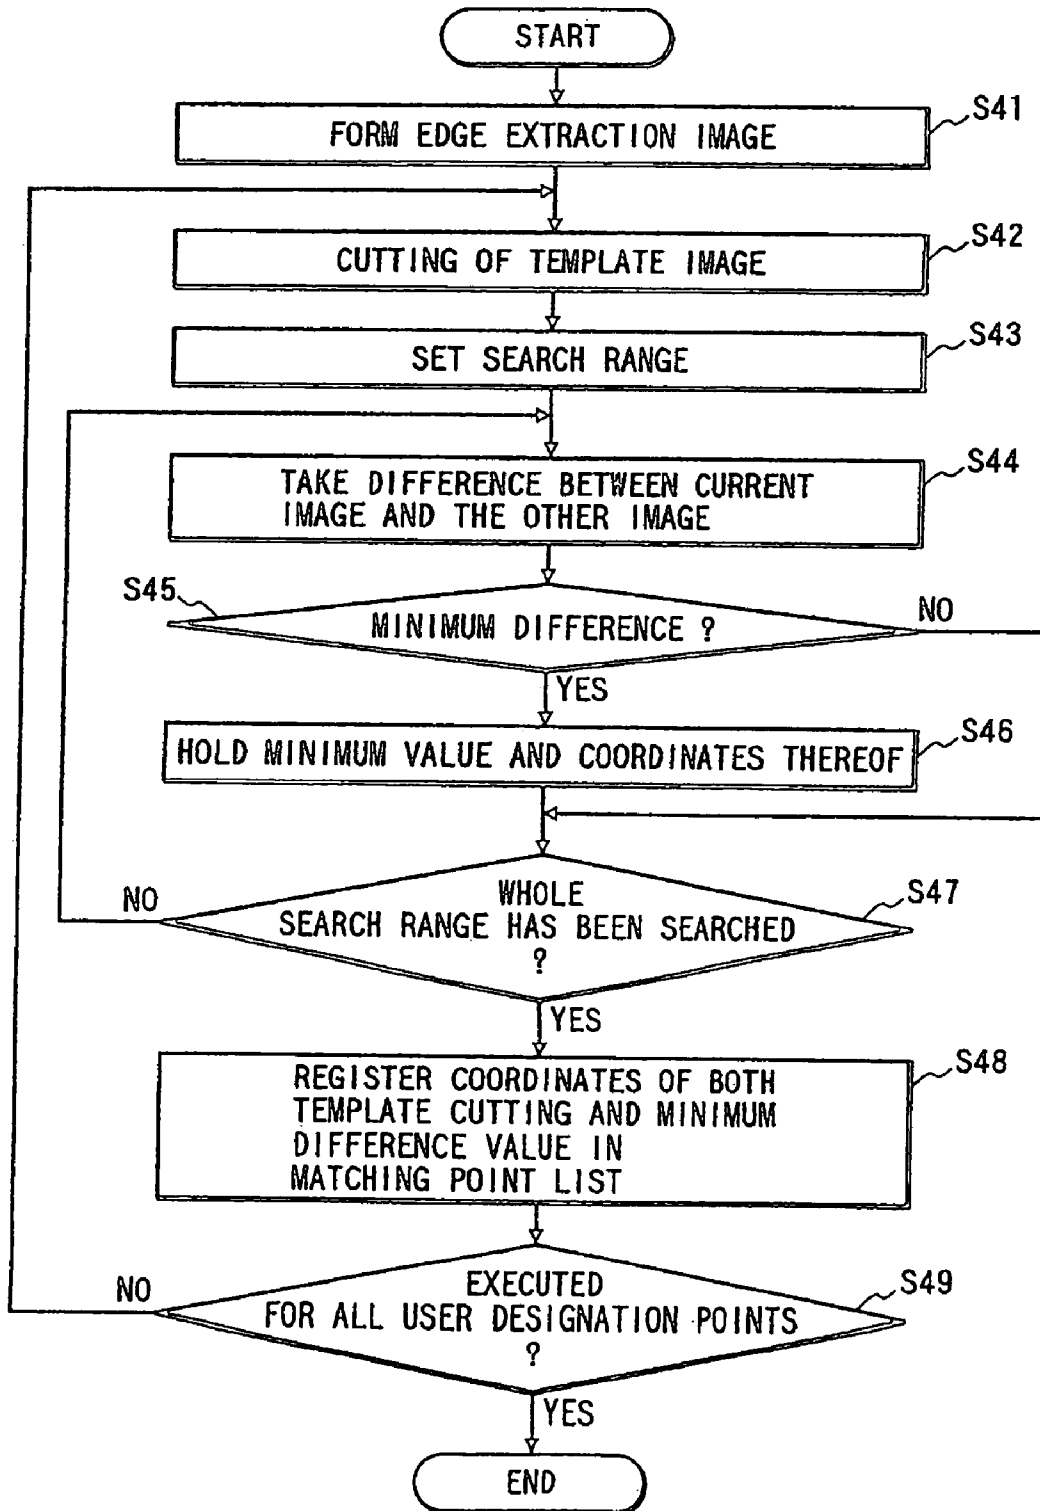 START
S41
FORM EDGE EXTRACTION IMAGE
S42
CUTTING OF TEMPLATE IMAGE
S43
SET SEARCH RANGE
S44
TAKE DIFFERENCE BETWEEN CURRENT
IMAGE AND THE OTHER IMAGE
S45
MINIMUM DIFFERENCE ?
NO
YES
S46
HOLD MINIMUM VALUE AND COORDINATES THEREOF
NO
WHOLE
S47
SEARCH RANGE HAS BEEN SEARCHED
?
YES
S48
REGISTER COORDINATES OF BOTH
TEMPLATE CUTTING AND MINIMUM
DIFFERENCE VALUE IN
MATCHING POINT LIST
NO
EXECUTED
S49
FOR ALL USER DESIGNATION POINTS
?
YES
END